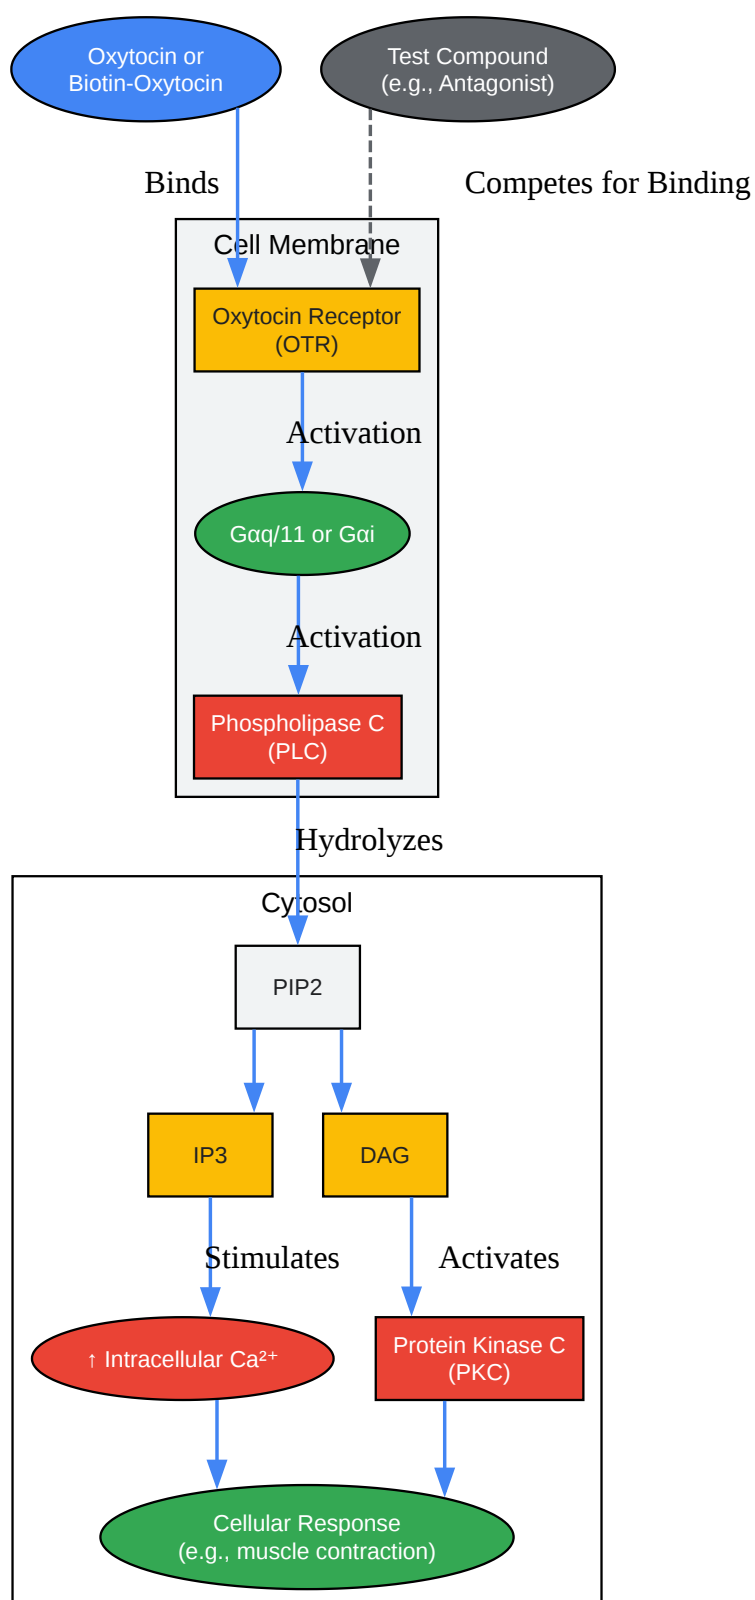 Oxytocin or
Biotin-Oxytocin
Test Compound
(e.g., Antagonist)
Binds
Competes for Binding
Cell Membrane
Oxytocin Receptor
(OTR)
Activation
Gαq/11 or Gαi
Activation
Phospholipase C
(PLC)
Hydrolyzes
Cytosol
PIP2
IP3
DAG
Stimulates
Activates
↑ Intracellular Ca²⁺
Protein Kinase C
(PKC)
Cellular Response
(e.g., muscle contraction)